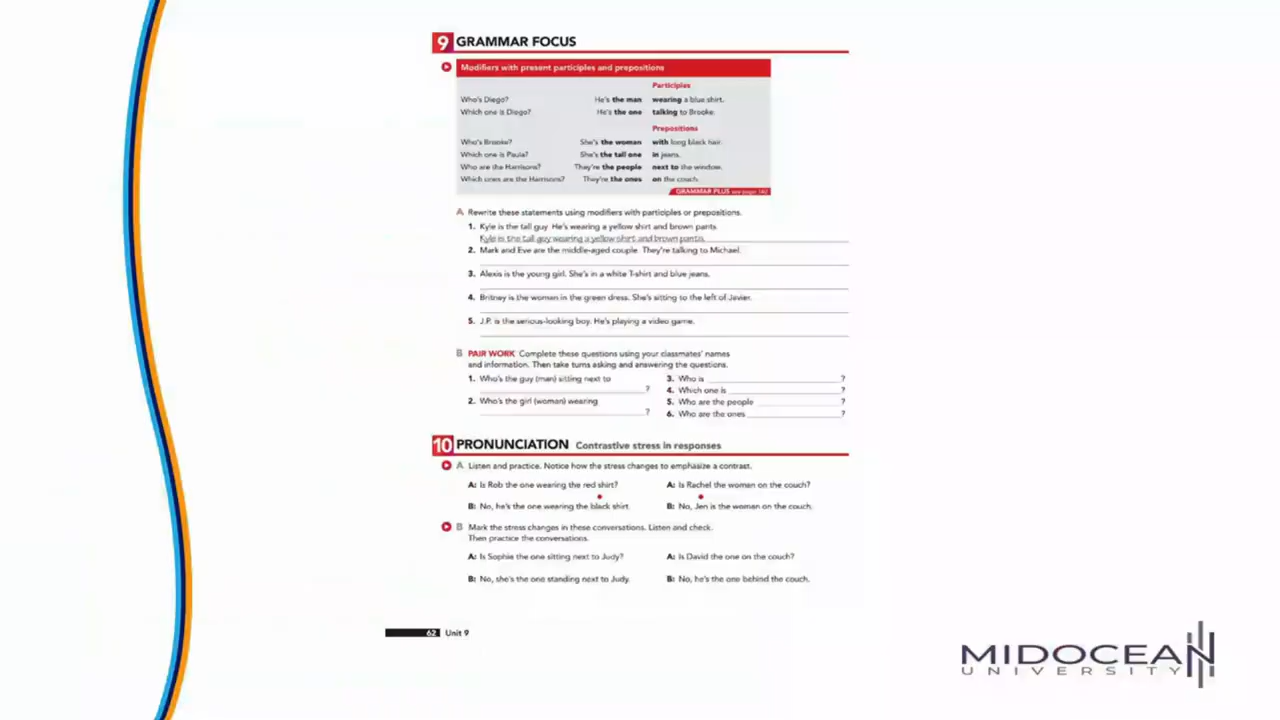 9 GRAMMAR FOCUS
Modifiers with present participles and prepositions
Participles
Who's Diego? He's the man wearing a blue shirt.
Which one is Diego? He's the one talking to Brooke.
Prepositions
Who's Brooke? She's the woman with long black hair.
Which one is Paula? She's the tall one in jeans.
Who are the Harrisons? They're the people next to the window.
Which ones are the Harrisons? They're the ones on the couch.
GRAMMAR PLUS see page 140
A Rewrite these statements using modifiers with participles or prepositions.
1. Kyle is the tall guy. He's wearing a yellow shirt and brown pants.
Kyle is the tall guy wearing a yellow shirt and brown pants.
2. Mark and Eve are the middle-aged couple. They're talking to Michael.
3. Alexis is the young girl. She's in a white T-shirt and blue jeans.
4. Britney is the woman in the green dress. She's sitting to the left of Javier.
5. J.P. is the serious-looking boy. He's playing a video game.
B PAIR WORK Complete these questions using your classmates' names
and information. Then take turns asking and answering the questions.
1. Who's the guy (man) sitting next to
?
2. Who's the girl (woman) wearing
?
3. Who is ?
4. Which one is ?
5. Who are the people ?
6. Who are the ones ?
10 PRONUNCIATION Contrastive stress in responses
A Listen and practice. Notice how the stress changes to emphasize a contrast.
A: Is Rob the one wearing the red shirt?
B: No, he's the one wearing the black shirt.
A: Is Rachel the woman on the couch?
B: No, Jen is the woman on the couch.
B Mark the stress changes in these conversations. Listen and check.
Then practice the conversations.
A: Is Sophie the one sitting next to Judy?
B: No, she's the one standing next to Judy.
A: Is David the one on the couch?
B: No, he's the one behind the couch.
62 Unit 9
MIDOCEAN
UNIVERSITY